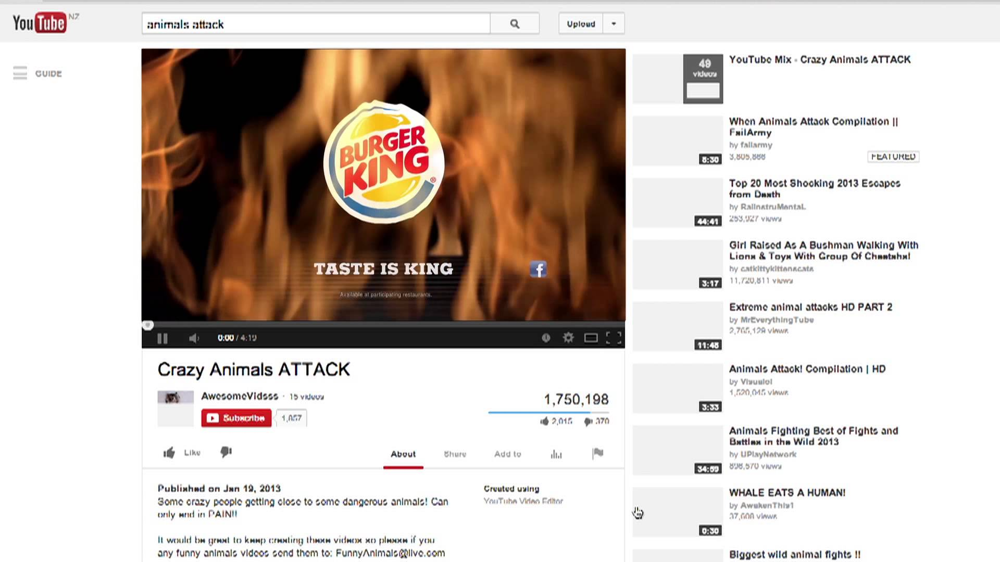 YouTube NZ
animals attack
Upload
GUIDE
BURGER
KING
®
TASTE IS KING
f
Available at participating restaurants.
0:00 / 4:19
Crazy Animals ATTACK
AwesomeVidsss · 15 videos
Subscribe 1,057
1,750,198
2,015 370
Like
About Share Add to
Published on Jan 19, 2013
Some crazy people getting close to some dangerous animals! Can
only end in PAIN!!
It would be great to keep creating these videos so please if you
any funny animals videos send them to: FunnyAnimals@live.com
Created using
YouTube Video Editor
49
videos
YouTube Mix - Crazy Animals ATTACK
When Animals Attack Compilation ||
FailArmy
by failarmy
FEATURED
8:30
Top 20 Most Shocking 2013 Escapes
from Death
by RaiInstruMentaL
253,927 views
44:41
Girl Raised As A Bushman Walking With
Lions & Toys With Group Of Cheetahs!
by catkittykittenscats
11,720,811 views
3:17
Extreme animal attacks HD PART 2
by MrEverythingTube
2,765,129 views
11:48
Animals Attack! Compilation | HD
by Visualol
1,520,045 views
3:33
Animals Fighting Best of Fights and
Battles in the Wild 2013
by UPlayNetwork
898,570 views
34:59
WHALE EATS A HUMAN!
by AwakenThis1
37,608 views
0:30
Biggest wild animal fights !!